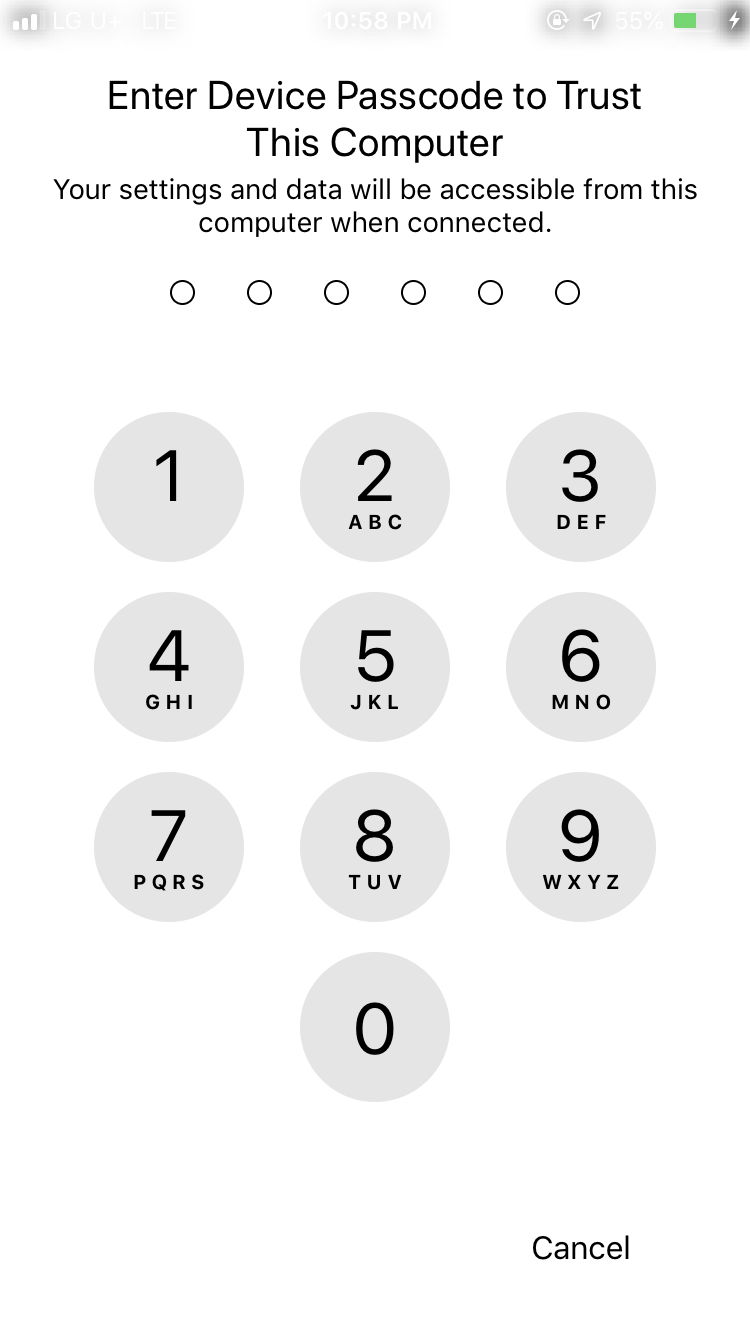 LG U+ LTE 10:58 PM 55%
Enter Device Passcode to Trust
This Computer
Your settings and data will be accessible from this
computer when connected.
1 2 3
ABC DEF
4 5 6
GHI JKL MNO
7 8 9
PQRS TUV WXYZ
0
Cancel